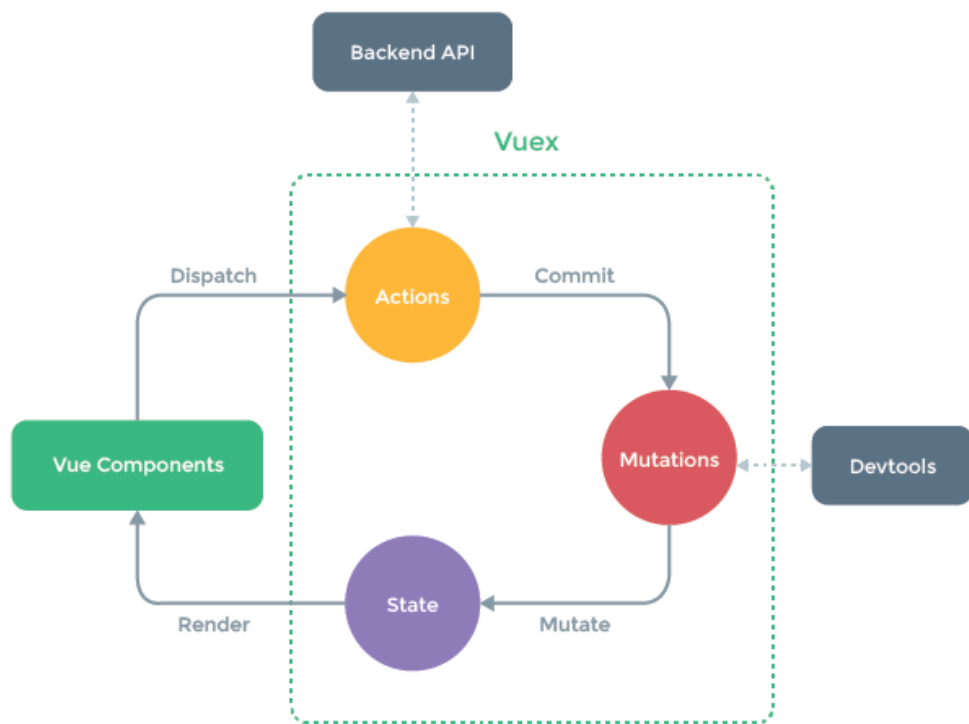 Backend API
Vuex
Dispatch
Actions
Commit
Vue Components
Mutations
Devtools
State
Render
Mutate